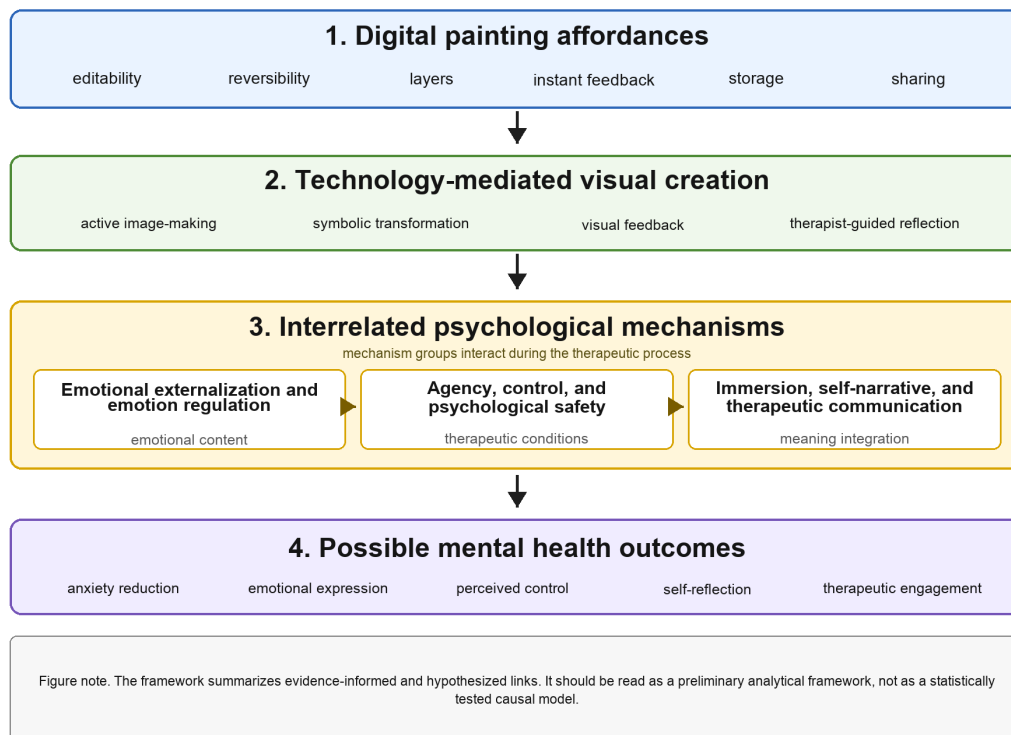 1. Digital painting affordances
editability reversibility layers instant feedback storage sharing
2. Technology-mediated visual creation
active image-making symbolic transformation visual feedback therapist-guided reflection
3. Interrelated psychological mechanisms
mechanism groups interact during the therapeutic process
Emotional externalization and
emotion regulation
emotional content
Agency, control, and
psychological safety
therapeutic conditions
Immersion, self-narrative, and
therapeutic communication
meaning integration
4. Possible mental health outcomes
anxiety reduction emotional expression perceived control self-reflection therapeutic engagement
Figure note. The framework summarizes evidence-informed and hypothesized links. It should be read as a preliminary analytical framework, not as a statistically
tested causal model.